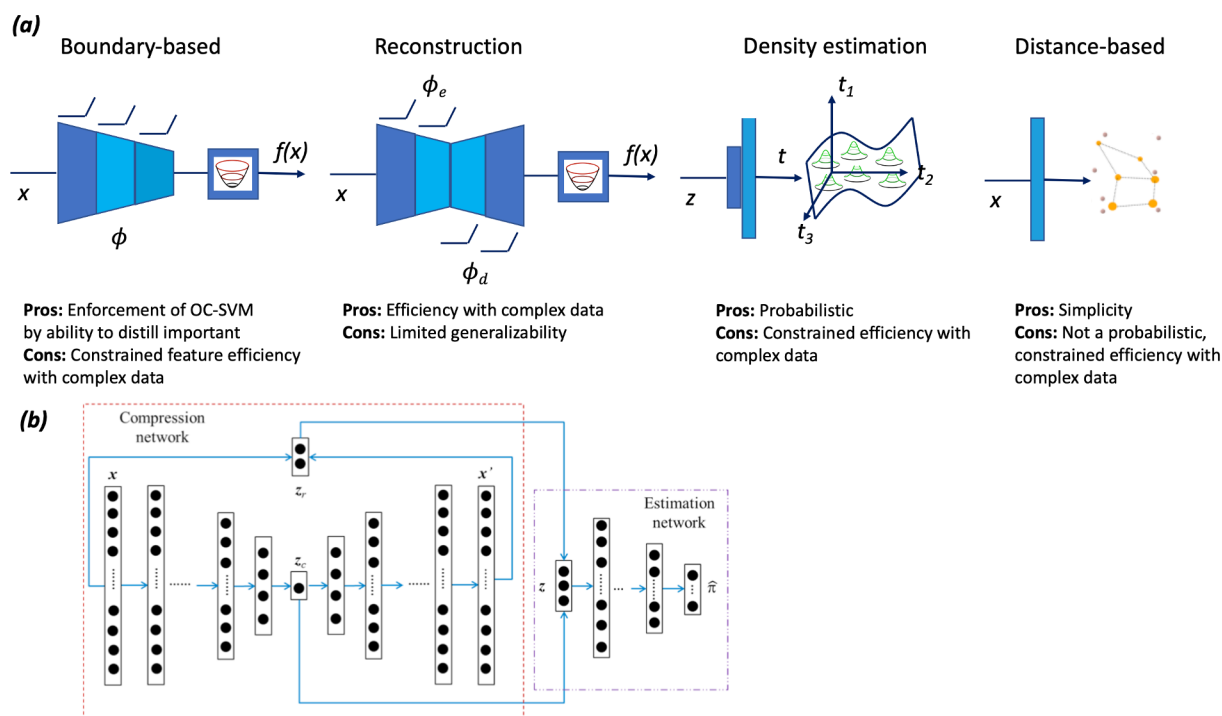 (a)
Boundary-based
Reconstruction
Density estimation
Distance-based
x
ϕ
f(x)
x
ϕe
ϕd
f(x)
z
t
t1
t2
t3
x
Pros: Enforcement of OC-SVM
by ability to distill important
Cons: Constrained feature efficiency
with complex data
Pros: Efficiency with complex data
Cons: Limited generalizability
Pros: Probabilistic
Cons: Constrained efficiency with
complex data
Pros: Simplicity
Cons: Not a probabilistic,
constrained efficiency with
complex data
(b)
Compression
network
x
zr
zc
x'
Estimation
network
z
π̂